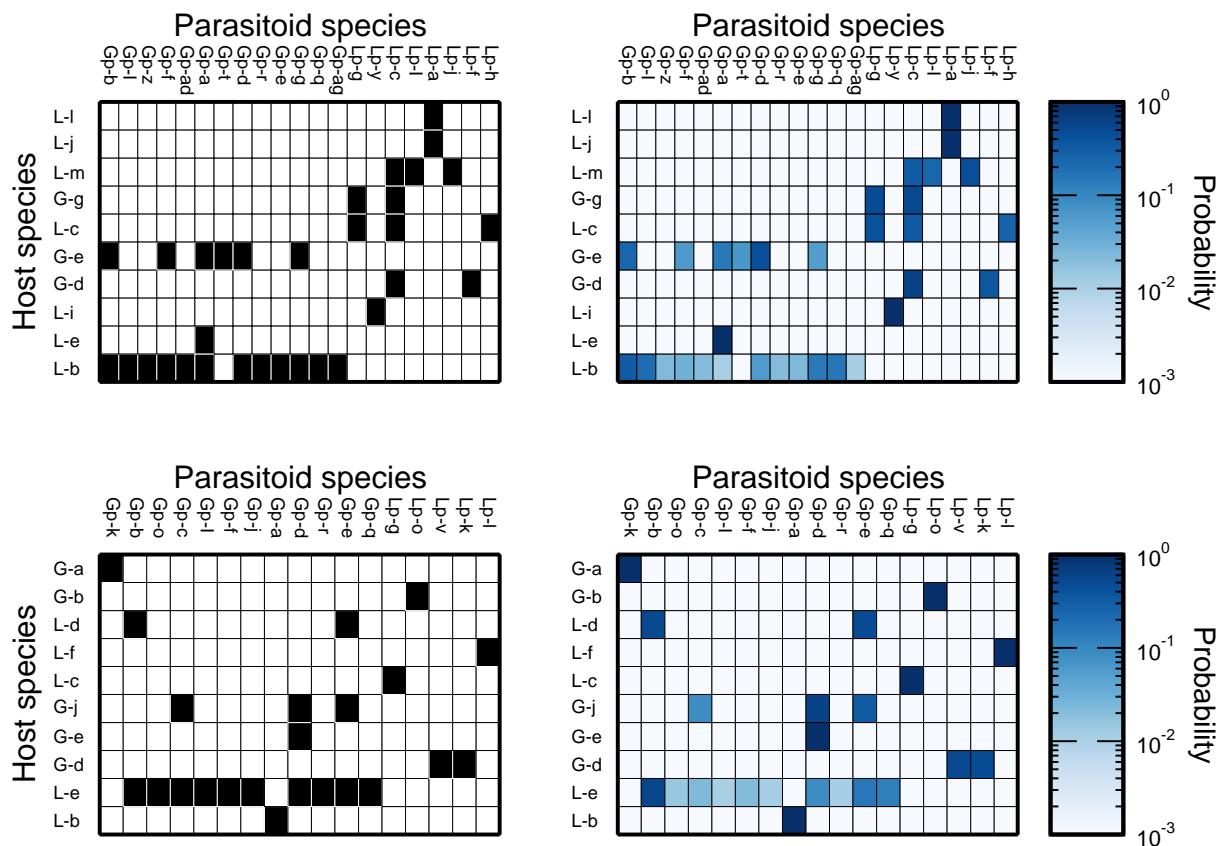 Parasitoid species
Gp-b
Gp-l
Gp-z
Gp-f
Gp-ad
Gp-a
Gp-t
Gp-d
Gp-r
Gp-e
Gp-g
Gp-q
Gp-ag
Lp-g
Lp-y
Lp-c
Lp-l
Lp-a
Lp-j
Lp-f
Lp-h
Host species
L-l
L-j
L-m
G-g
L-c
G-e
G-d
L-i
L-e
L-b
Parasitoid species
Gp-b
Gp-l
Gp-z
Gp-f
Gp-ad
Gp-a
Gp-t
Gp-d
Gp-r
Gp-e
Gp-g
Gp-q
Gp-ag
Lp-g
Lp-y
Lp-c
Lp-l
Lp-a
Lp-j
Lp-f
Lp-h
10^0
10^-1
10^-2
10^-3
Probability
Parasitoid species
Gp-k
Gp-b
Gp-o
Gp-c
Gp-l
Gp-f
Gp-j
Gp-a
Gp-d
Gp-r
Gp-e
Gp-q
Lp-g
Lp-o
Lp-v
Lp-k
Lp-l
Host species
G-a
G-b
L-d
L-f
L-c
G-j
G-e
G-d
L-e
L-b
Parasitoid species
Gp-k
Gp-b
Gp-o
Gp-c
Gp-l
Gp-f
Gp-j
Gp-a
Gp-d
Gp-r
Gp-e
Gp-q
Lp-g
Lp-o
Lp-v
Lp-k
Lp-l
10^0
10^-1
10^-2
10^-3
Probability